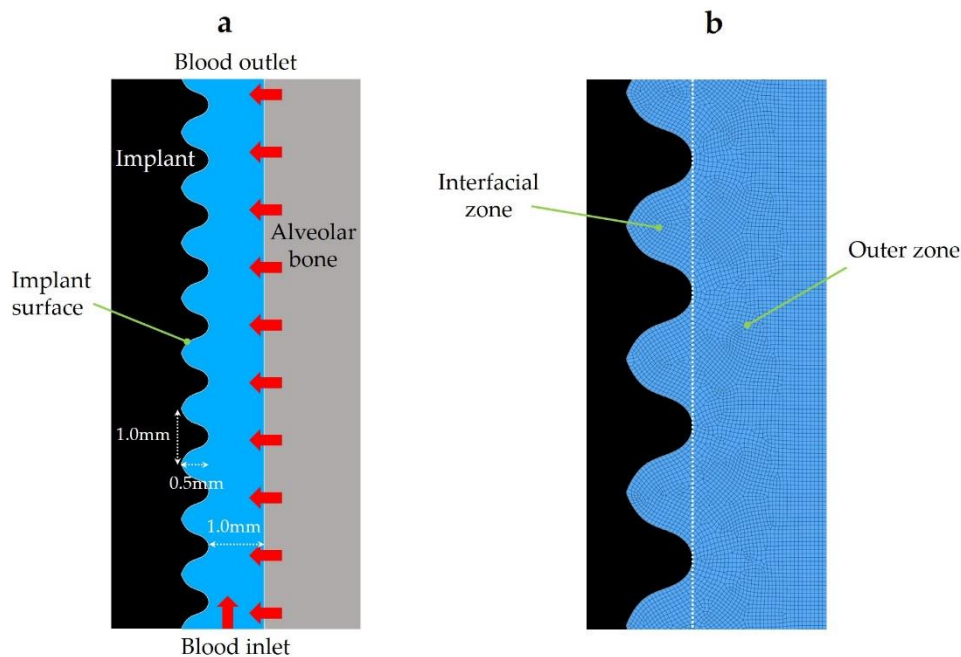 a
Blood outlet
Implant
Alveolar
bone
Implant
surface
1.0mm
0.5mm
1.0mm
Blood inlet
b
Interfacial
zone
Outer zone